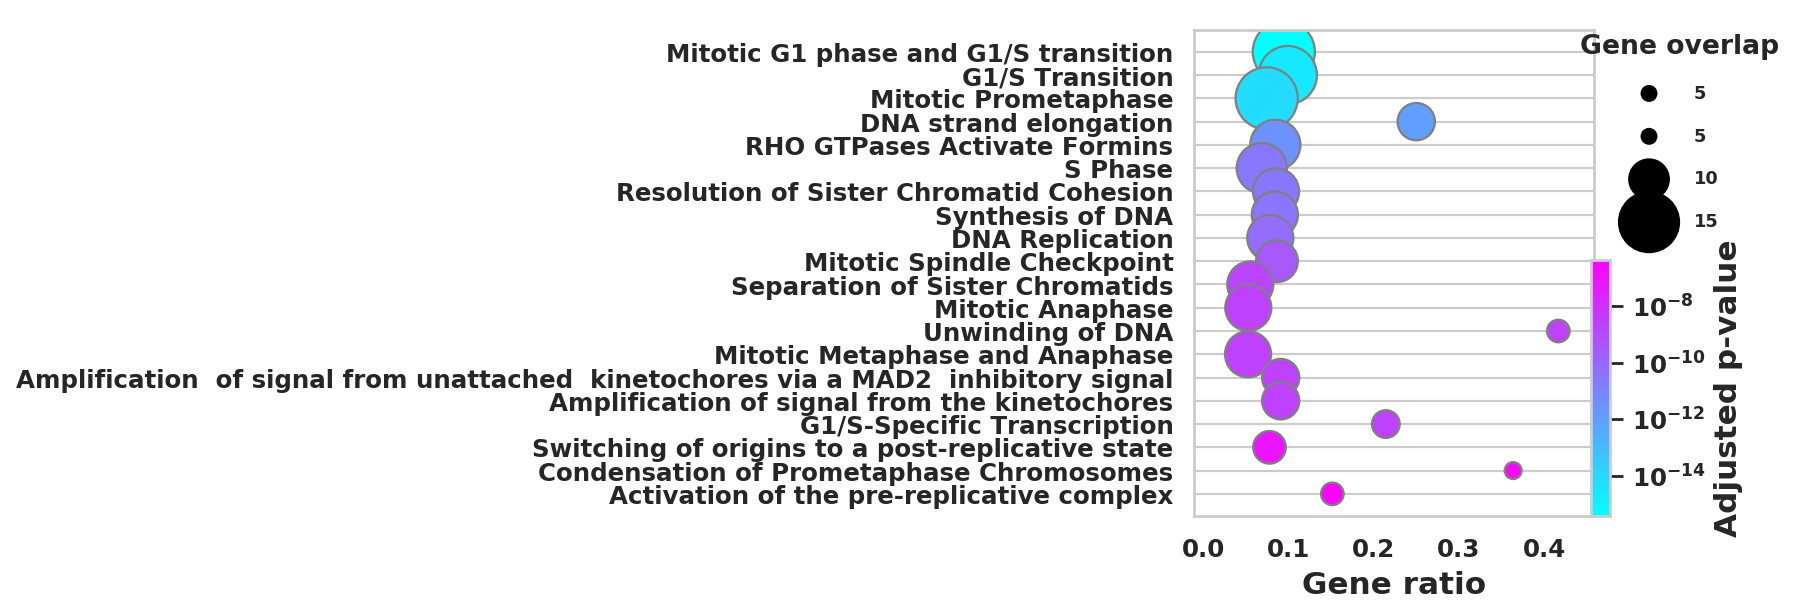 Mitotic G1 phase and G1/S transition
G1/S Transition
Mitotic Prometaphase
DNA strand elongation
RHO GTPases Activate Formins
S Phase
Resolution of Sister Chromatid Cohesion
Synthesis of DNA
DNA Replication
Mitotic Spindle Checkpoint
Separation of Sister Chromatids
Mitotic Anaphase
Unwinding of DNA
Mitotic Metaphase and Anaphase
Amplification  of signal from unattached  kinetochores via a MAD2  inhibitory signal
Amplification of signal from the kinetochores
G1/S-Specific Transcription
Switching of origins to a post-replicative state
Condensation of Prometaphase Chromosomes
Activation of the pre-replicative complex
0.0 0.1 0.2 0.3 0.4
Gene ratio
Gene overlap
5
5
10
15
10⁻⁸
10⁻¹⁰
10⁻¹²
10⁻¹⁴
Adjusted p-value